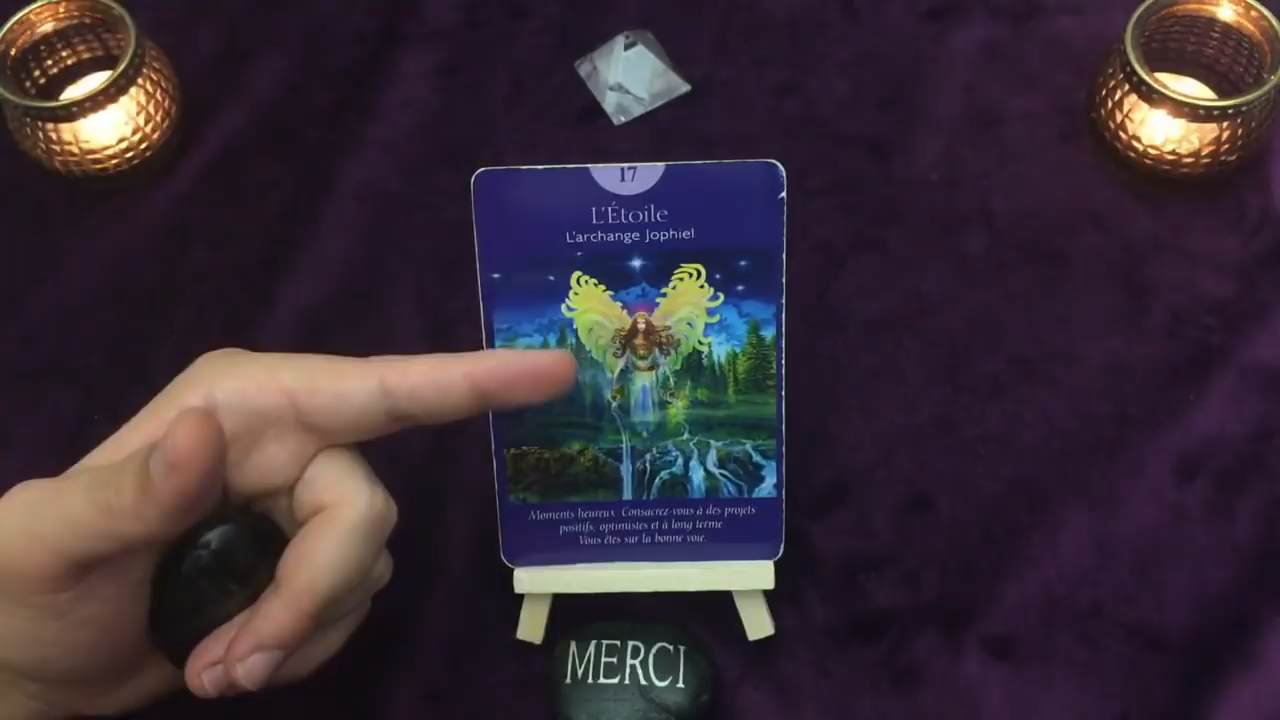 17
L'Étoile
L'archange Jophiel
Moments heureux. Consacrez-vous à des projets
positifs, optimistes et à long terme.
Vous êtes sur la bonne voie.
MERCI